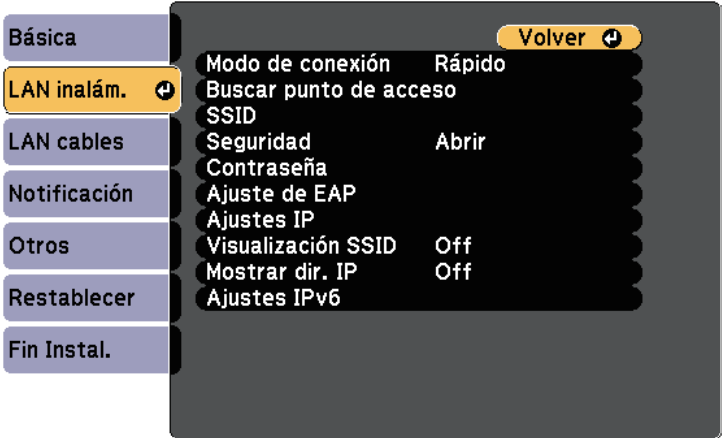 Básica
LAN inalám.
LAN cables
Notificación
Otros
Restablecer
Fin Instal.
Volver
Modo de conexión Rápido
Buscar punto de acceso
SSID
Seguridad Abrir
Contraseña
Ajuste de EAP
Ajustes IP
Visualización SSID Off
Mostrar dir. IP Off
Ajustes IPv6